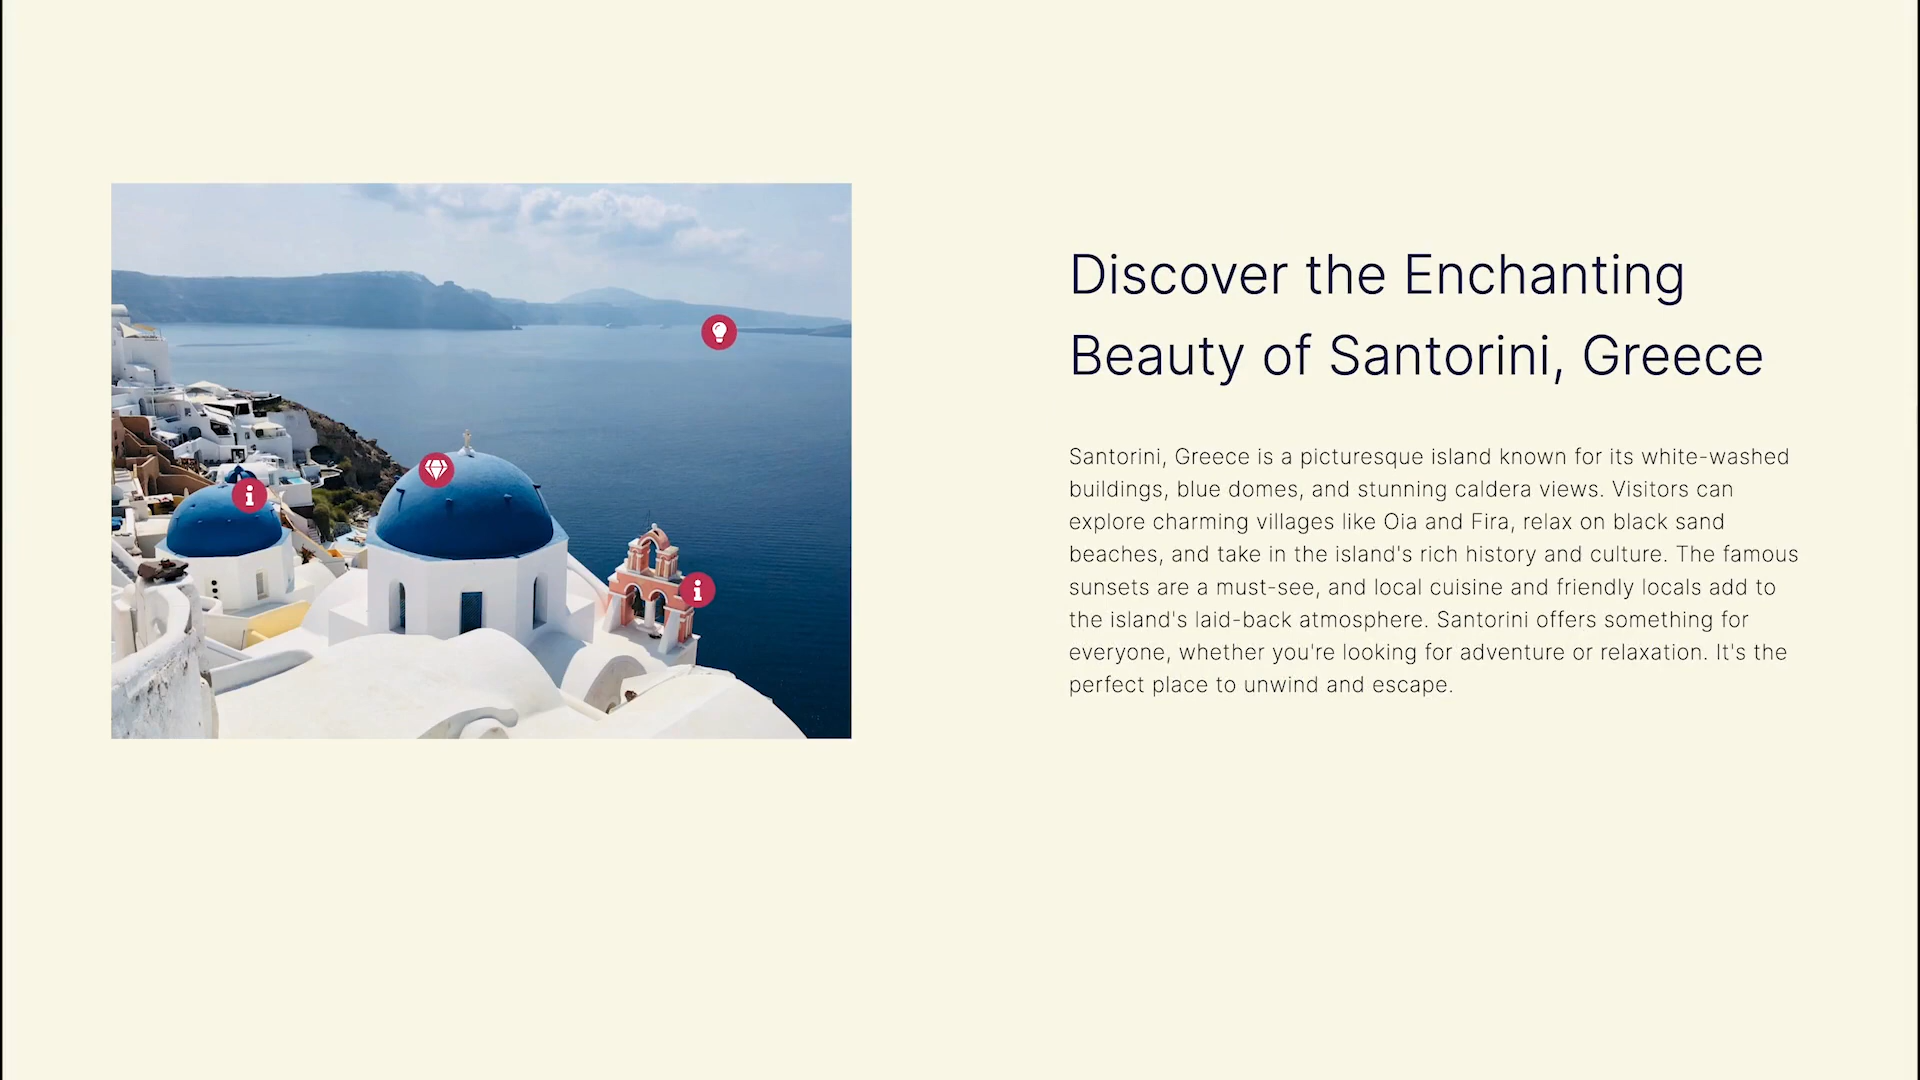 Discover the Enchanting
Beauty of Santorini, Greece
Santorini, Greece is a picturesque island known for its white-washed
buildings, blue domes, and stunning caldera views. Visitors can
explore charming villages like Oia and Fira, relax on black sand
beaches, and take in the island's rich history and culture. The famous
sunsets are a must-see, and local cuisine and friendly locals add to
the island's laid-back atmosphere. Santorini offers something for
everyone, whether you're looking for adventure or relaxation. It's the
perfect place to unwind and escape.